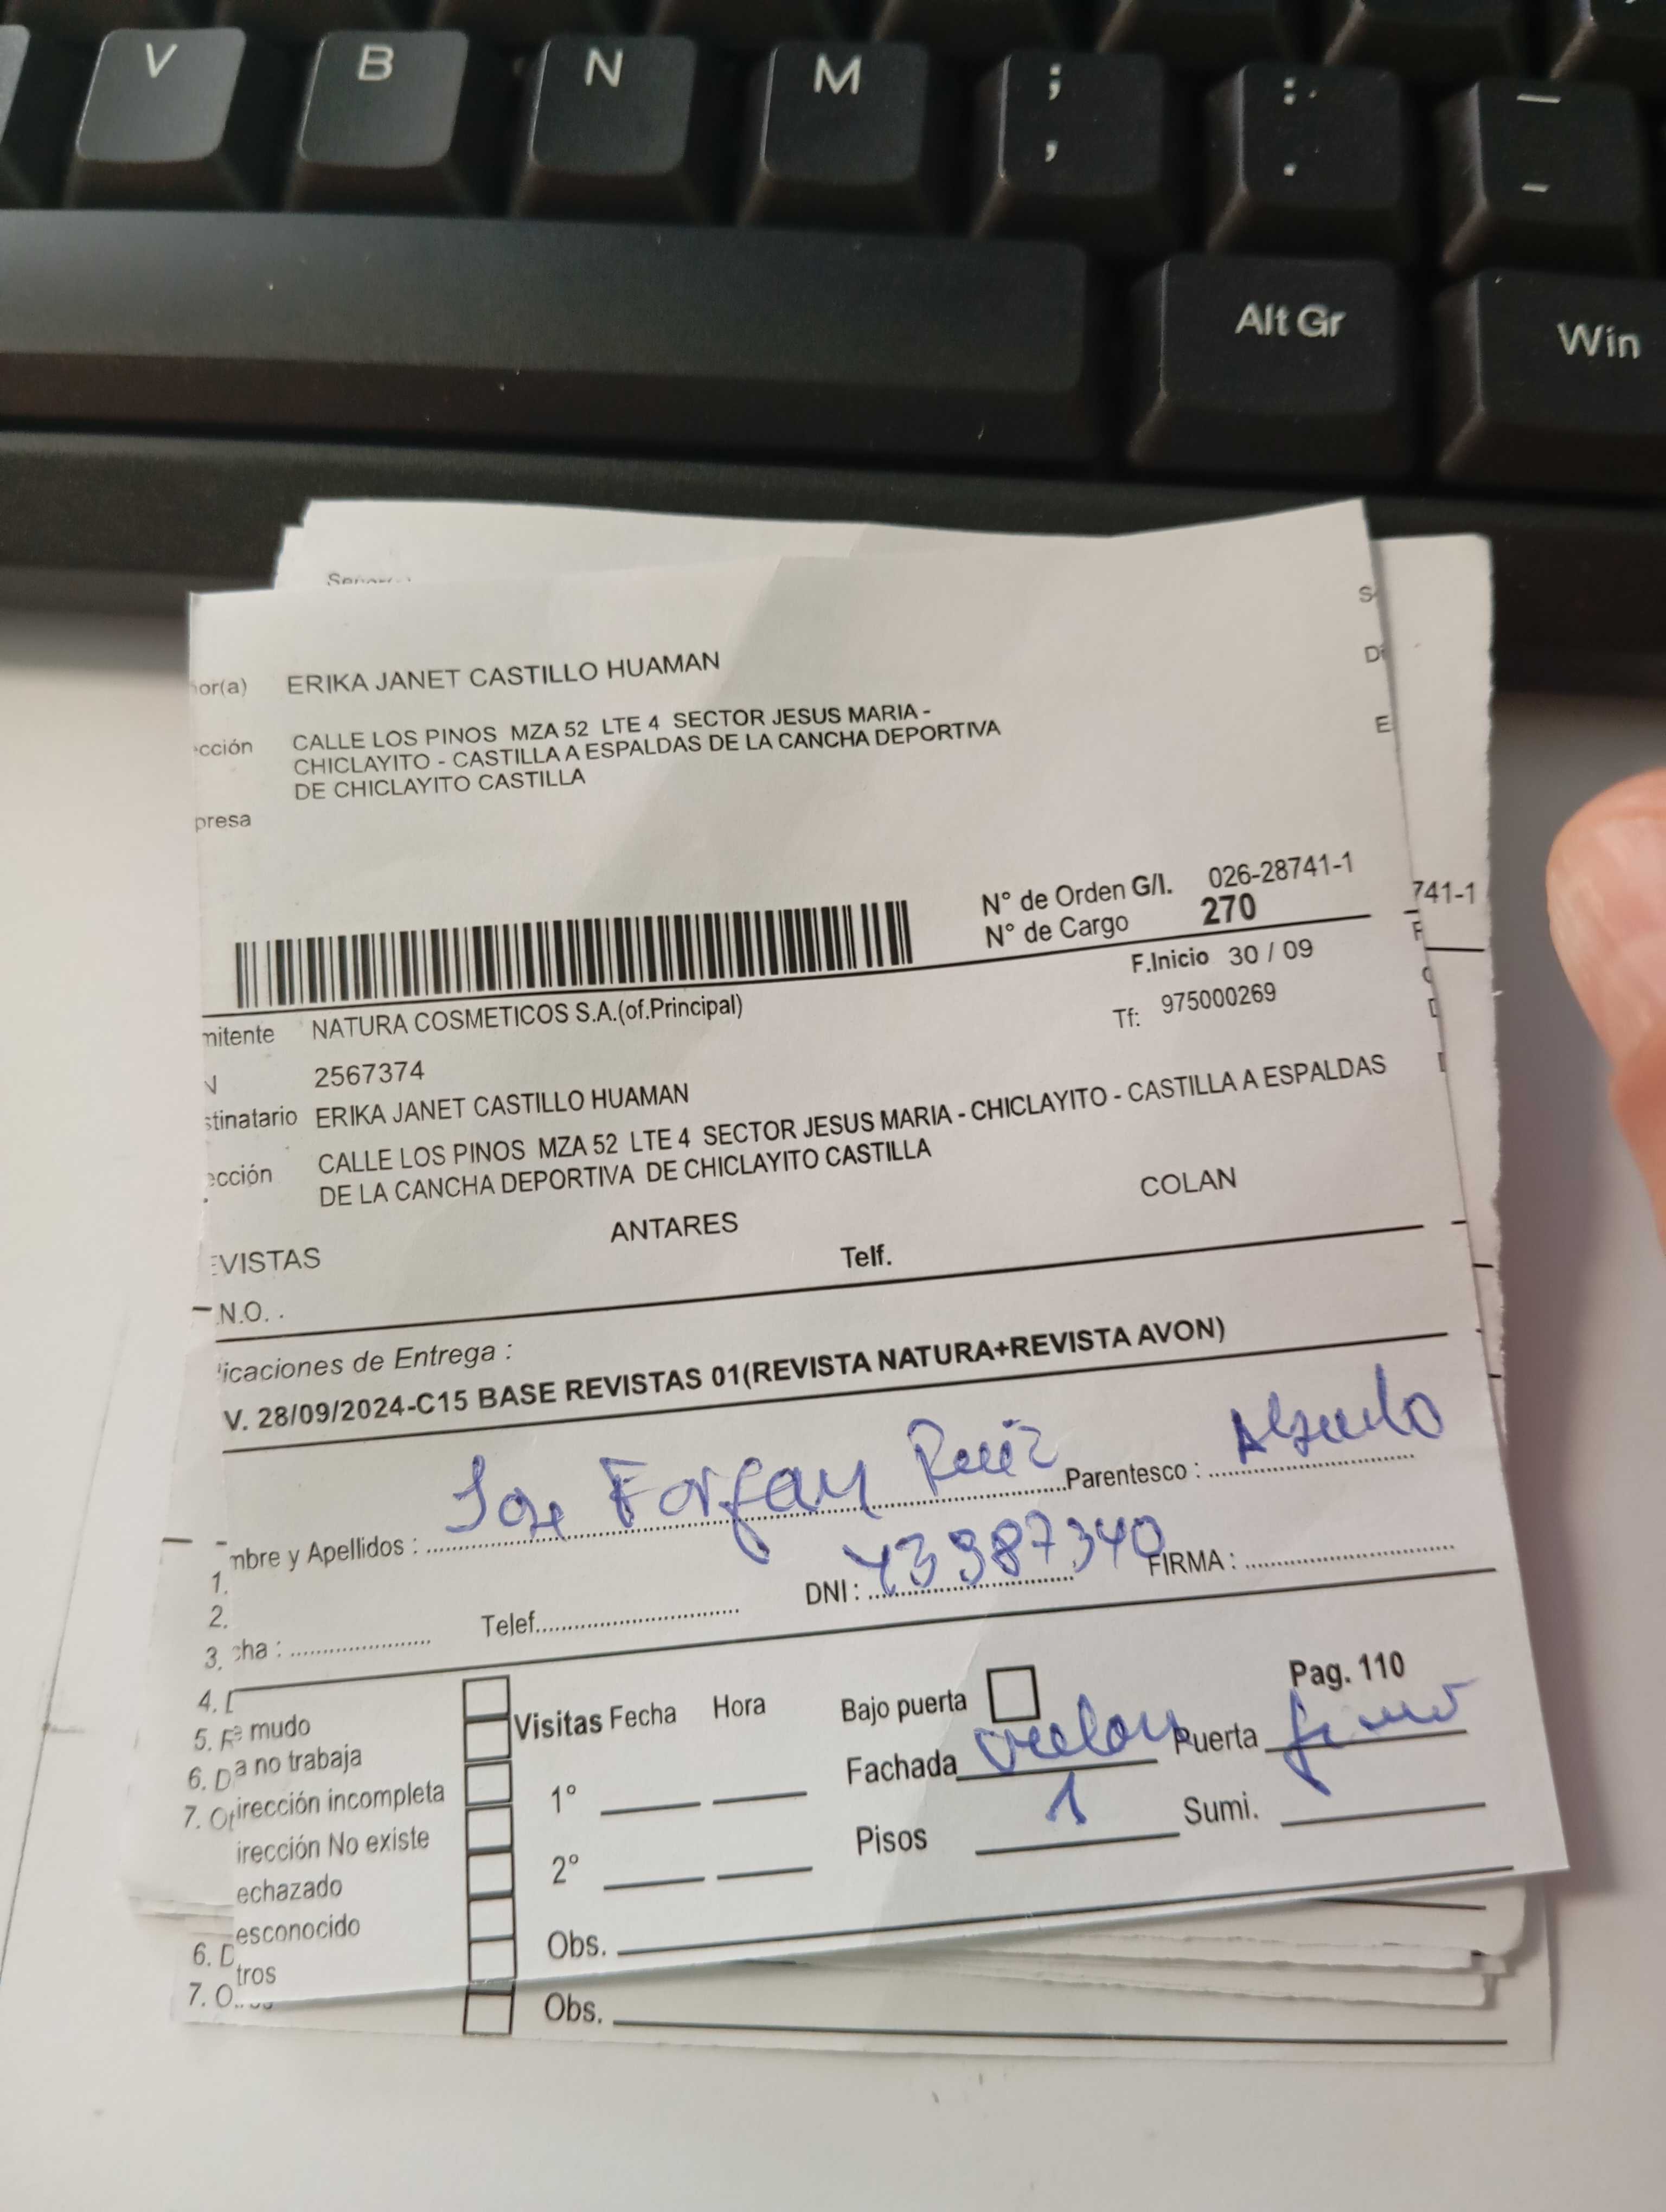 V B N M ; : _
, . -
Alt Gr Win
or(a) ERIKA JANET CASTILLO HUAMAN
cción CALLE LOS PINOS MZA 52 LTE 4 SECTOR JESUS MARIA -
CHICLAYITO - CASTILLA A ESPALDAS DE LA CANCHA DEPORTIVA
DE CHICLAYITO CASTILLA
presa
N° de Orden G/I. 026-28741-1
741-1
N° de Cargo 270
F.Inicio 30 / 09
mitente NATURA COSMETICOS S.A.(of.Principal)
Tf: 975000269
N 2567374
stinatario ERIKA JANET CASTILLO HUAMAN
ección CALLE LOS PINOS MZA 52 LTE 4 SECTOR JESUS MARIA - CHICLAYITO - CASTILLA A ESPALDAS
DE LA CANCHA DEPORTIVA DE CHICLAYITO CASTILLA
EVISTAS ANTARES COLAN
N.O. . Telf.
icaciones de Entrega :
V. 28/09/2024-C15 BASE REVISTAS 01(REVISTA NATURA+REVISTA AVON)
mbre y Apellidos : Jose Forfan Ruiz Parentesco :
cha : Telef. DNI : 43987340 FIRMA :
1.
2.
3.
4.
5.
6.
7.
mudo
a no trabaja
irección incompleta
irección No existe
echazado
esconocido
tros
Visitas Fecha Hora Bajo puerta Pag. 110
1° Fachada Puerta
2° Pisos 1 Sumi.
Obs.
6. D
7. O
Obs.